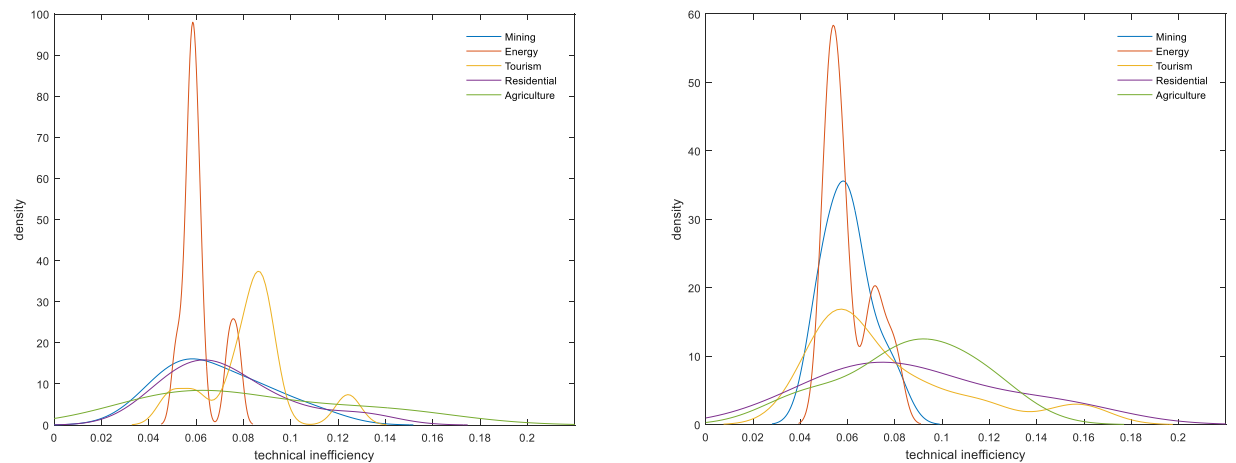 100
90
80
70
60
50
40
30
20
10
0
density
0 0.02 0.04 0.06 0.08 0.1 0.12 0.14 0.16 0.18 0.2
technical inefficiency
Mining
Energy
Tourism
Residential
Agriculture
60
50
40
30
20
10
0
density
0 0.02 0.04 0.06 0.08 0.1 0.12 0.14 0.16 0.18 0.2
technical inefficiency
Mining
Energy
Tourism
Residential
Agriculture